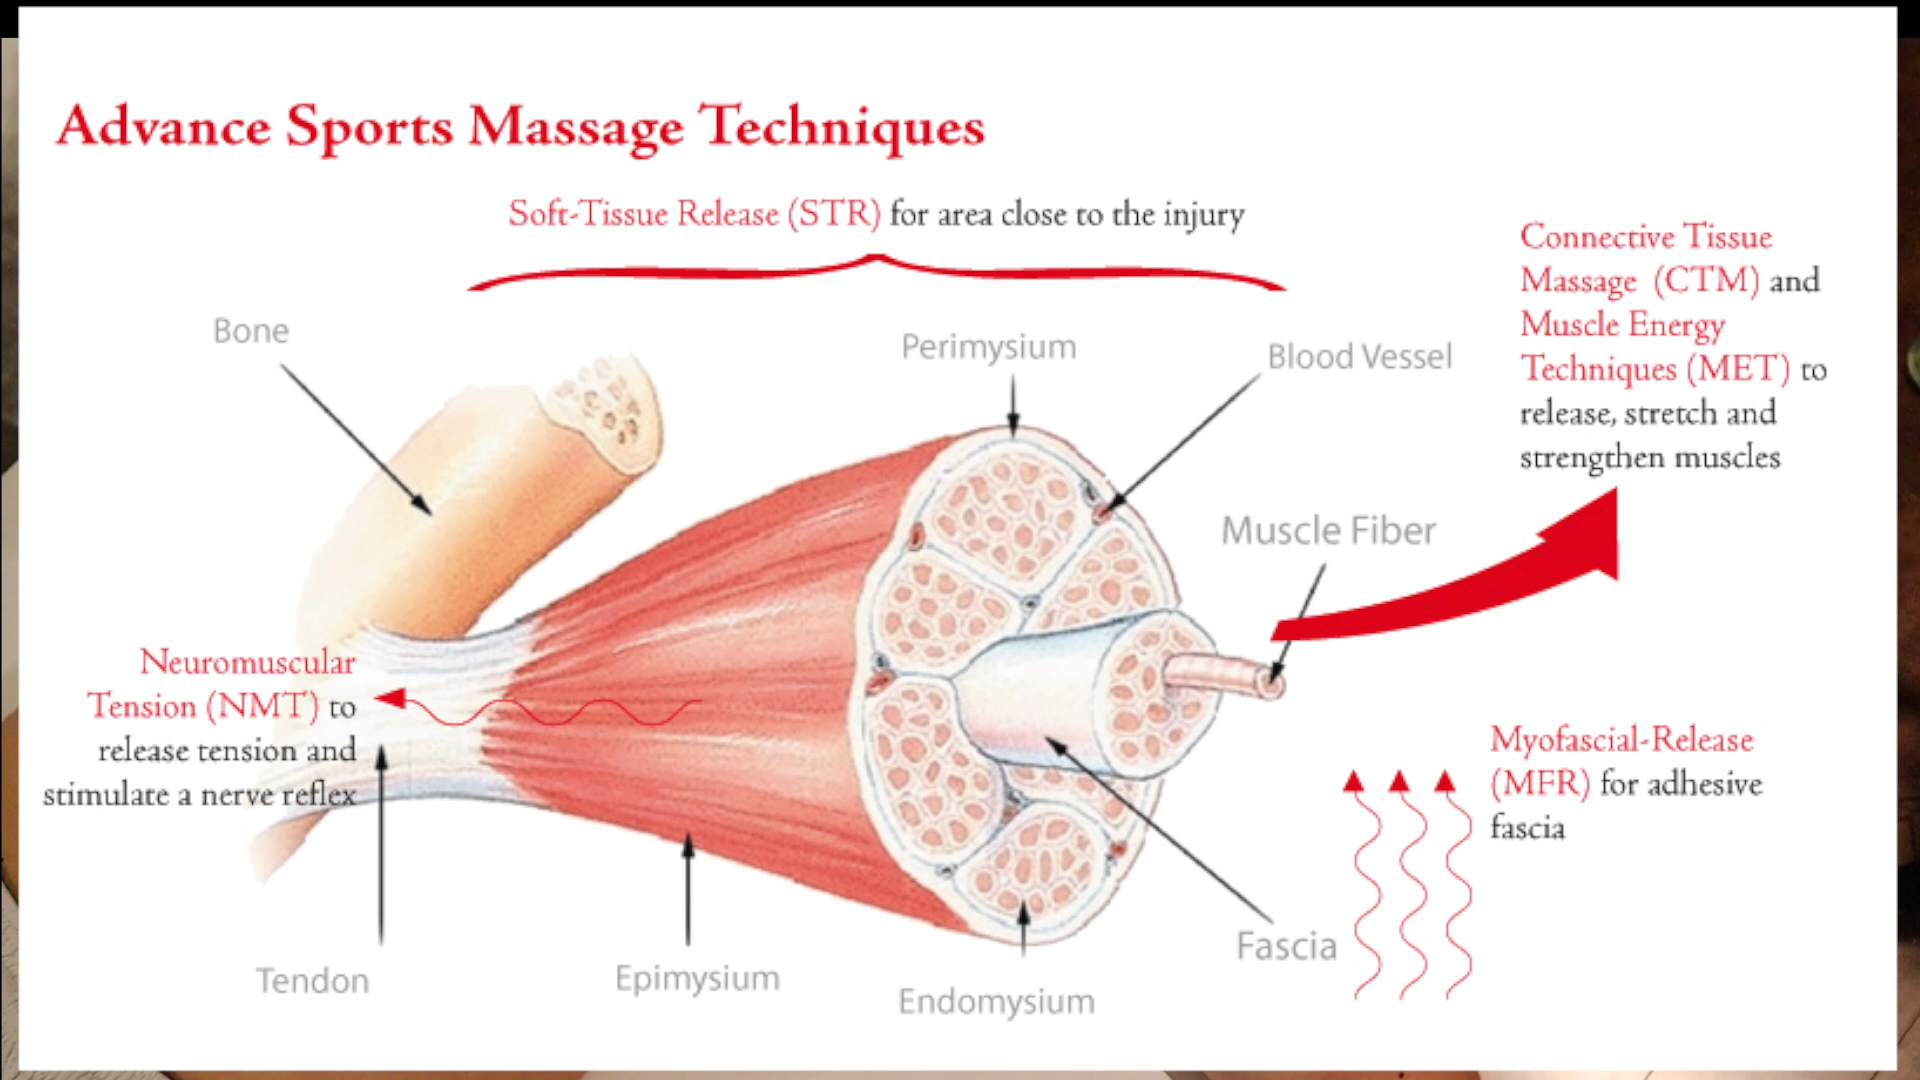 Advance Sports Massage Techniques
Soft-Tissue Release (STR) for area close to the injury
Connective Tissue
Massage (CTM) and
Muscle Energy
Techniques (MET) to
release, stretch and
strengthen muscles
Bone
Perimysium
Blood Vessel
Muscle Fiber
Neuromuscular
Tension (NMT) to
release tension and
stimulate a nerve reflex
Myofascial-Release
(MFR) for adhesive
fascia
Fascia
Tendon
Epimysium
Endomysium